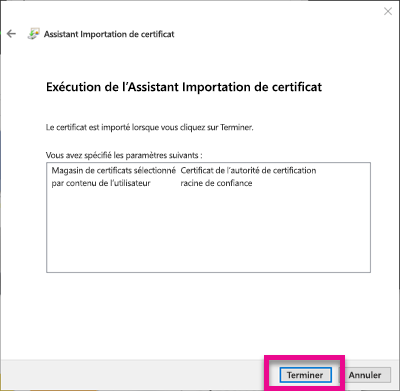 Assistant Importation de certificat
Exécution de l'Assistant Importation de certificat
Le certificat est importé lorsque vous cliquez sur Terminer.
Vous avez spécifié les paramètres suivants :
Magasin de certificats sélectionné Certificat de l'autorité de certification
par contenu de l'utilisateur racine de confiance
Terminer Annuler